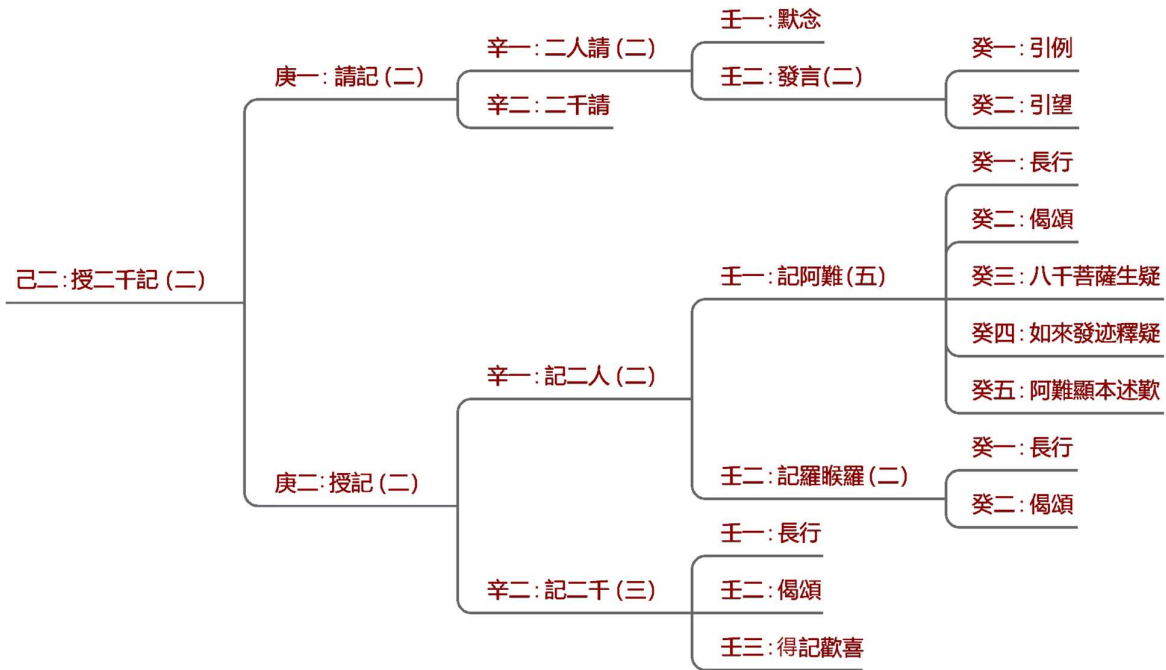 己二：授二千記（二）
庚一：請記（二）
辛一：二人請（二）
壬一：默念
壬二：發言（二）
癸一：引例
癸二：引望
辛二：二千請
庚二：授記（二）
辛一：記二人（二）
壬一：記阿難（五）
癸一：長行
癸二：偈頌
癸三：八千菩薩生疑
癸四：如來發迹釋疑
癸五：阿難顯本述歎
壬二：記羅睺羅（二）
癸一：長行
癸二：偈頌
辛二：記二千（三）
壬一：長行
壬二：偈頌
壬三：得記歡喜